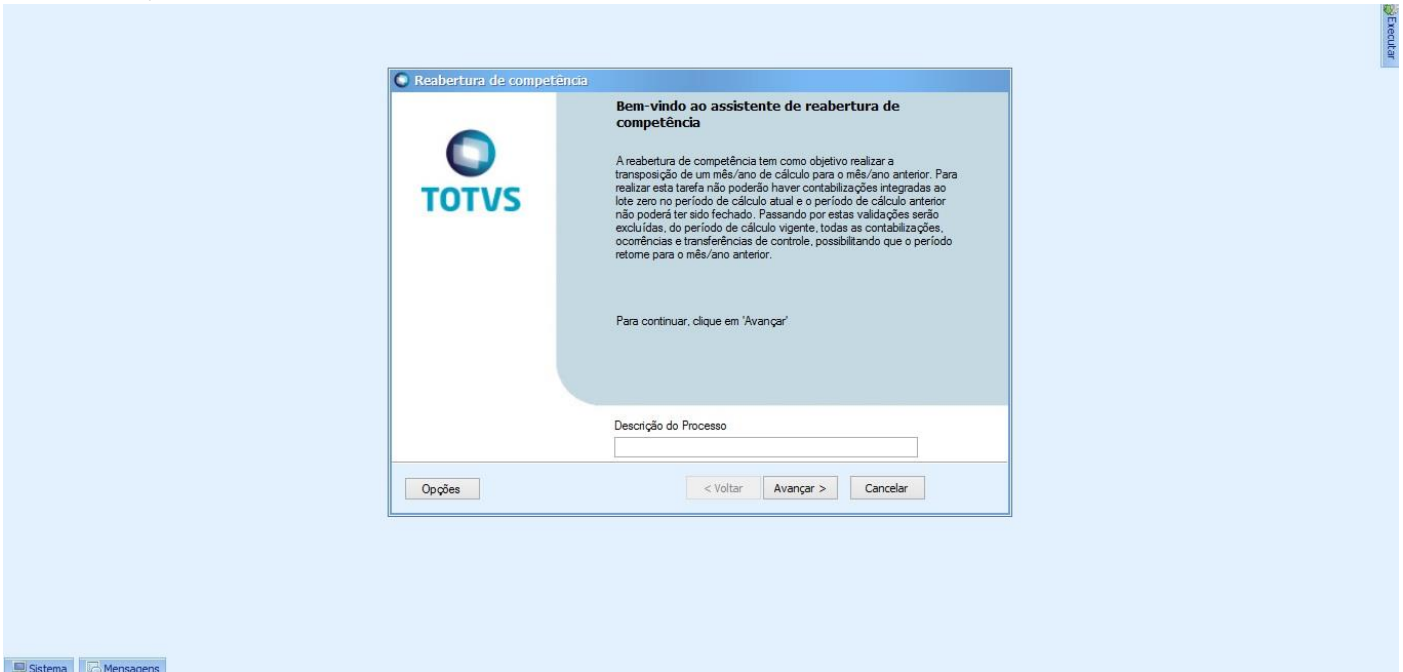 Executar
Reabertura de competência
Bem-vindo ao assistente de reabertura de
competência
TOTVS
A reabertura de competência tem como objetivo realizar a
transposição de um mês/ano de cálculo para o mês/ano anterior. Para
realizar esta tarefa não poderão haver contabilizações integradas ao
lote zero no período de cálculo atual e o período de cálculo anterior
não poderá ter sido fechado. Passando por estas validações serão
excluídas, do período de cálculo vigente, todas as contabilizações,
ocorrências e transferências de controle, possibilitando que o período
retorne para o mês/ano anterior.
Para continuar, clique em 'Avançar'
Descrição do Processo
Opções
< Voltar
Avançar >
Cancelar
Sistema
Mensagens